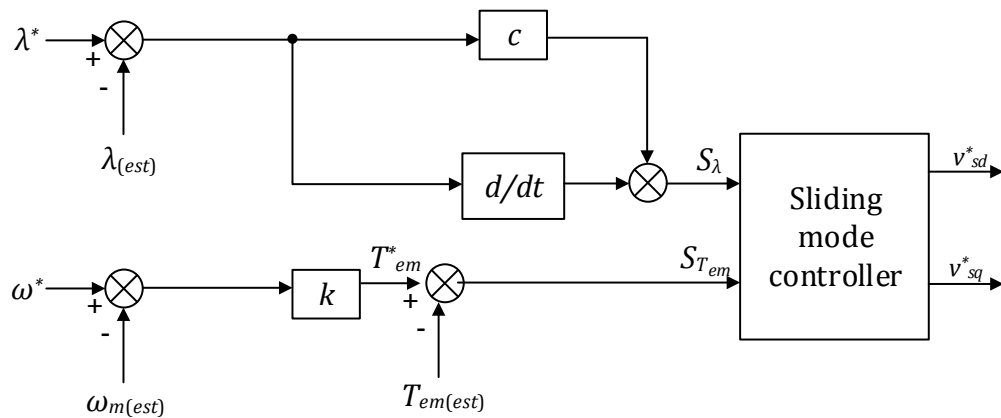 λ*
+
-
λ(est)
c
d/dt
Sλ
Sliding
mode
controller
v*sd
v*sq
ω*
+
-
ωm(est)
k
T*em
+
-
Tem(est)
STem